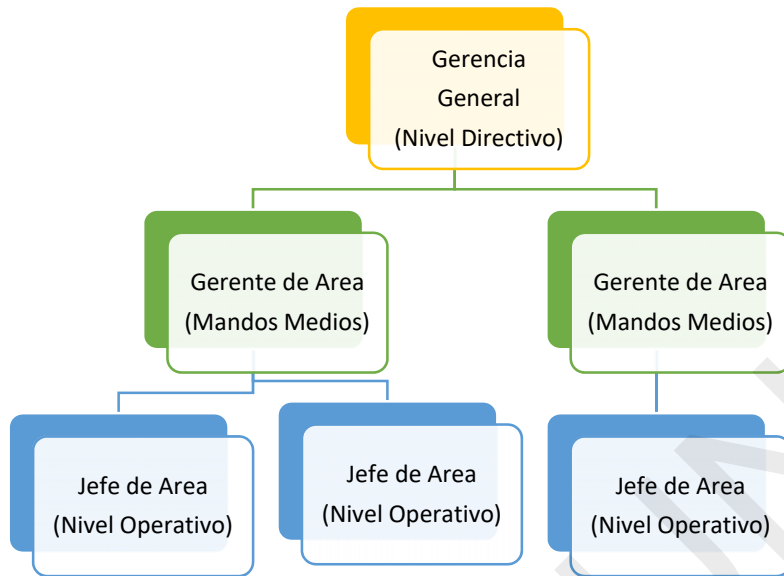 Gerencia
General
(Nivel Directivo)
Gerente de Area
(Mandos Medios)
Gerente de Area
(Mandos Medios)
Jefe de Area
(Nivel Operativo)
Jefe de Area
(Nivel Operativo)
Jefe de Area
(Nivel Operativo)